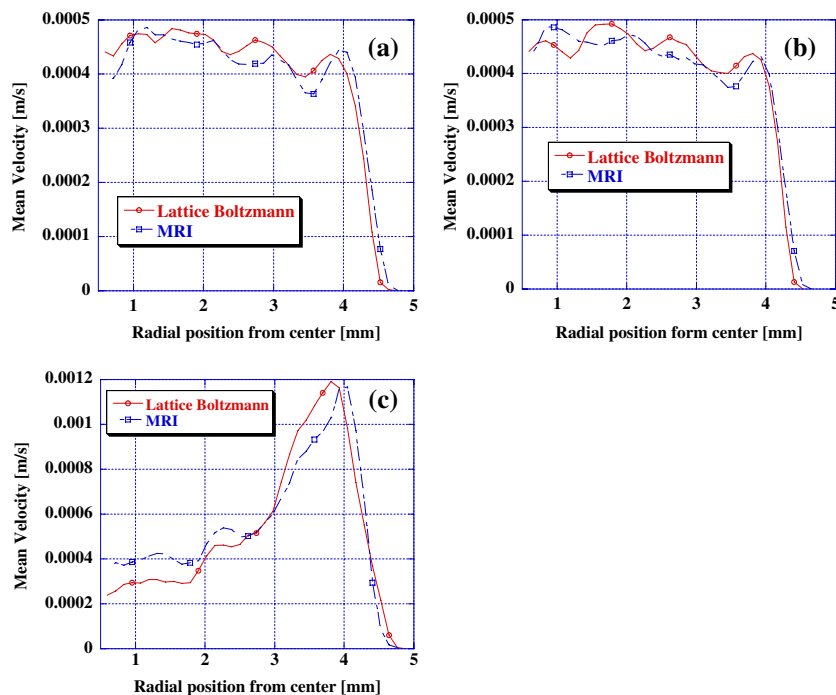 0.0005
0.0004
0.0003
0.0002
0.0001
0
Mean Velocity [m/s]
(a)
Lattice Boltzmann
MRI
1 2 3 4 5
Radial position from center [mm]
0.0005
0.0004
0.0003
0.0002
0.0001
0
Mean Velocity [m/s]
(b)
Lattice Boltzmann
MRI
1 2 3 4 5
Radial position form center [mm]
0.0012
0.001
0.0008
0.0006
0.0004
0.0002
0
Mean Velocity [m/s]
(c)
Lattice Boltzmann
MRI
1 2 3 4 5
Radial position from center [mm]